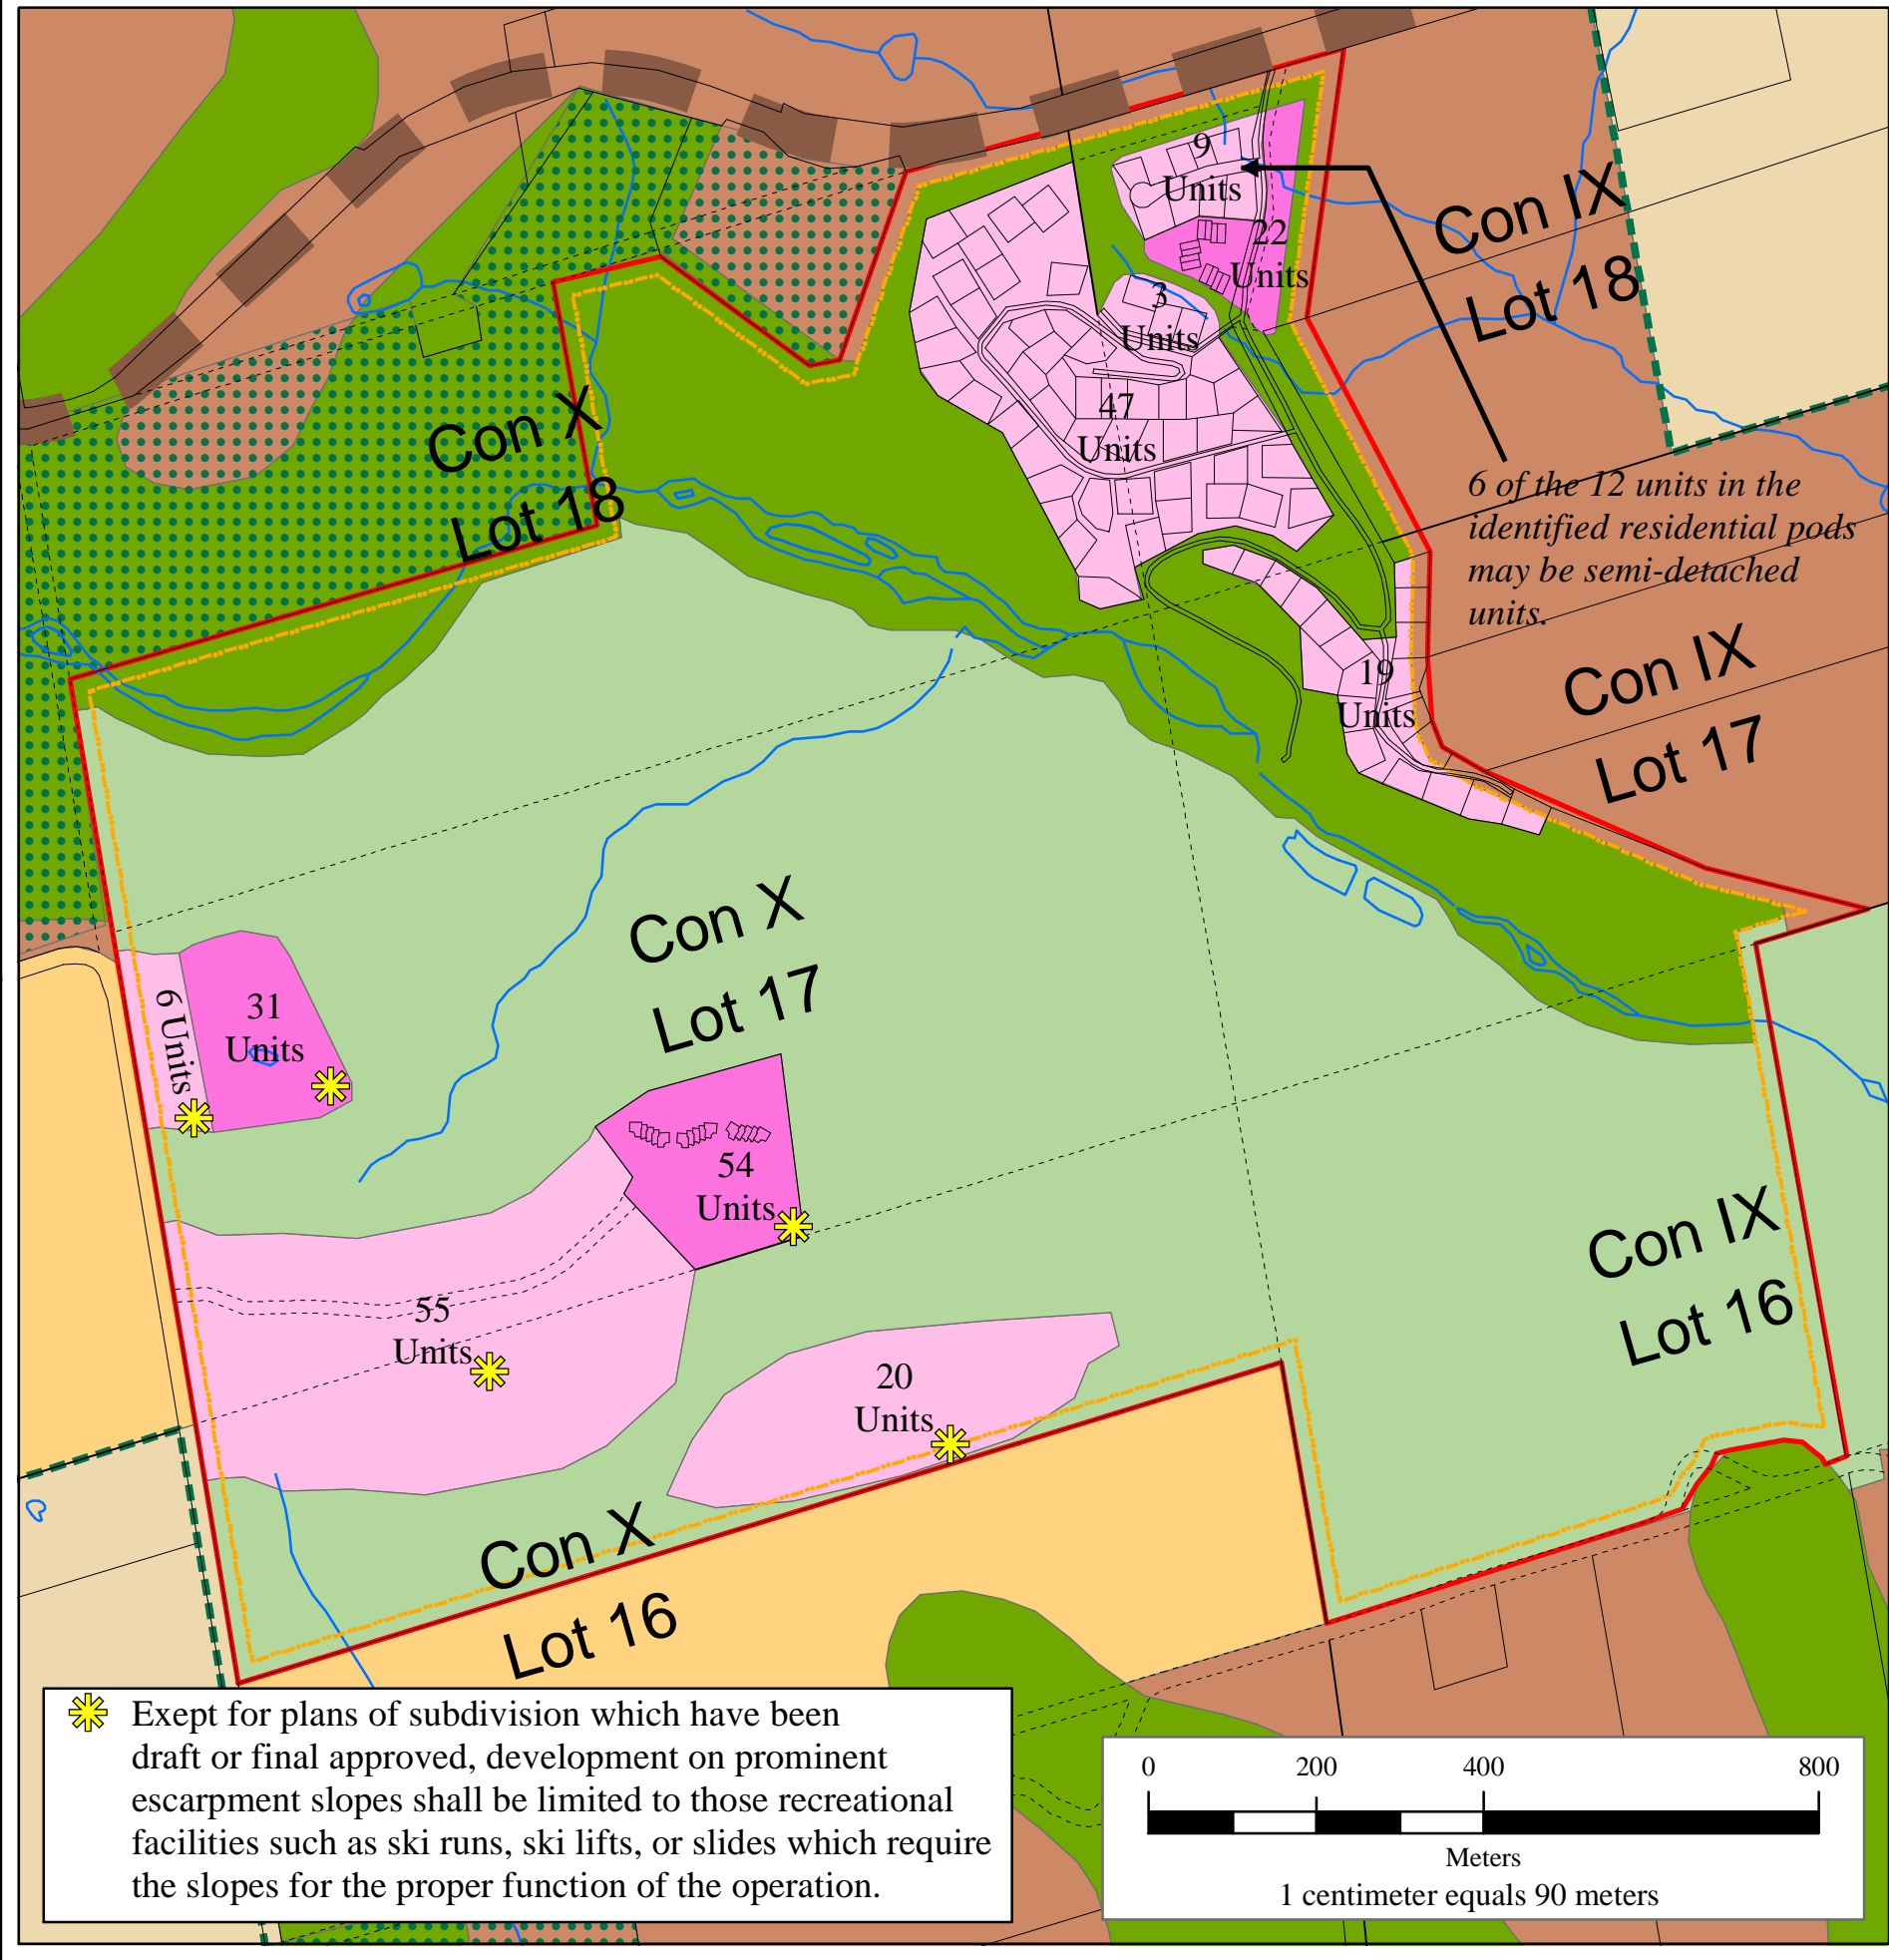 9
Units
22
Units
3
Units
47
Units
Con IX
Lot 18
Con X
Lot 18
6 of the 12 units in the
identified residential pods
may be semi-detached
units.
19
Units
Con IX
Lot 17
Con X
Lot 17
6 Units
31
Units
54
Units
55
Units
20
Units
Con IX
Lot 16
Con X
Lot 16
Exept for plans of subdivision which have been
draft or final approved, development on prominent
escarpment slopes shall be limited to those recreational
facilities such as ski runs, ski lifts, or slides which require
the slopes for the proper function of the operation.
0 200 400 800
Meters
1 centimeter equals 90 meters